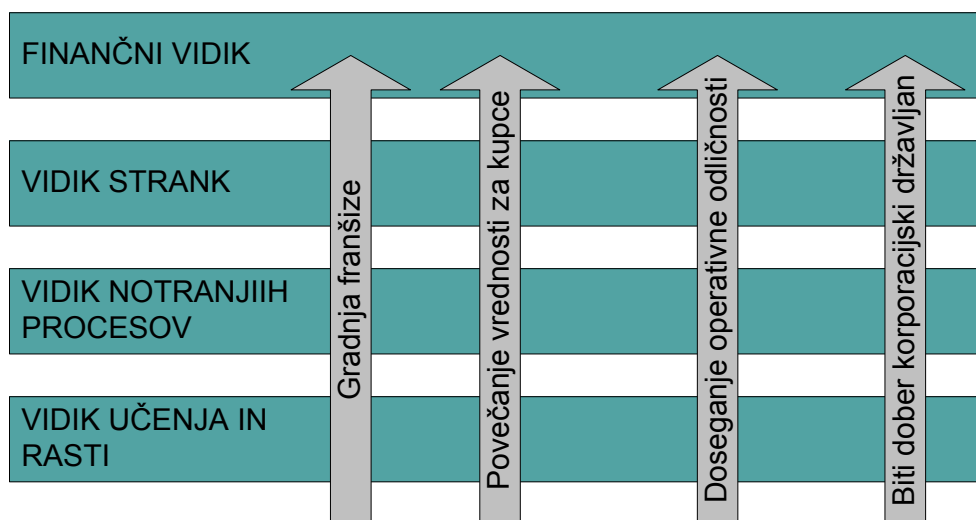 FINANČNI VIDIK
VIDIK STRANK
VIDIK NOTRANJIIH
PROCESOV
VIDIK UČENJA IN
RASTI
Gradnja franšize
Povečanje vrednosti za kupce
Doseganje operativne odličnosti
Biti dober korporacijski državljan